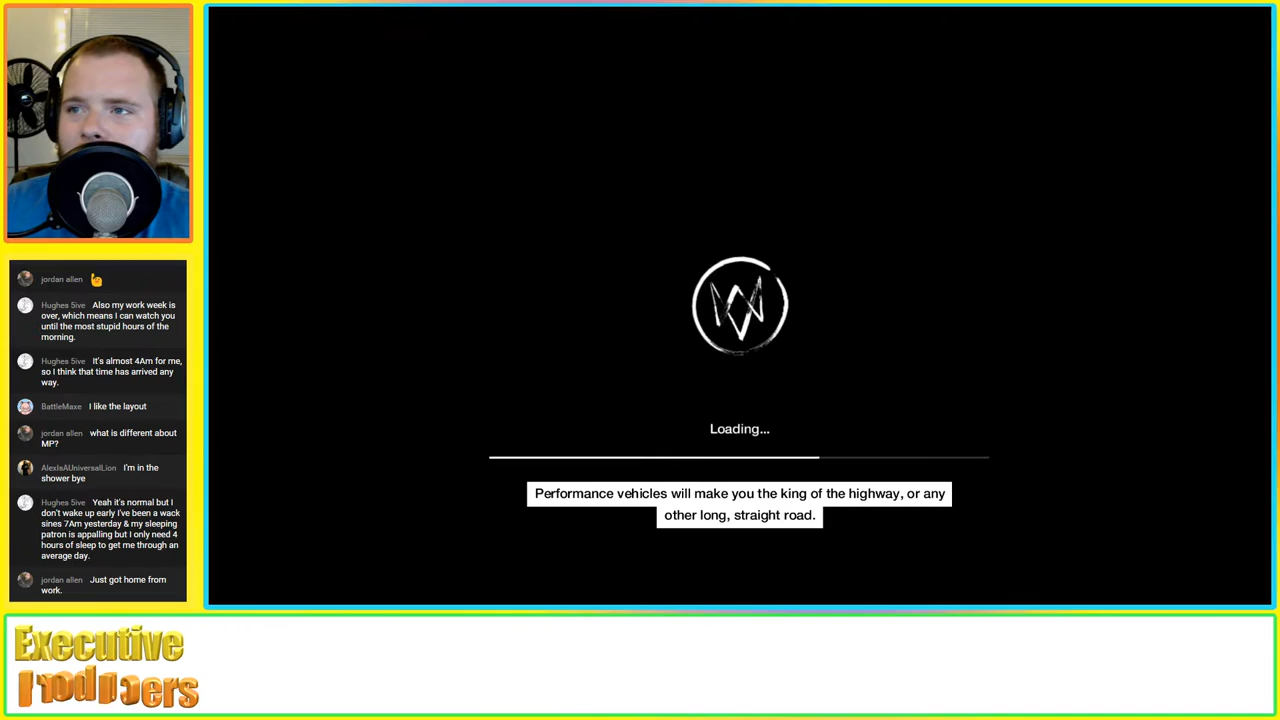 jordan allen
Hughes 5ive Also my work week is
over, which means I can watch you
until the most stupid hours of the
morning.
Hughes 5ive It's almost 4Am for me,
so I think that time has arrived any
way.
BattleMaxe I like the layout
jordan allen what is different about
MP?
AlexIsAUniversalLion I'm in the
shower bye
Hughes 5ive Yeah it's normal but I
don't wake up early I've been a wack
sines 7Am yesterday & my sleeping
patron is appalling but I only need 4
hours of sleep to get me through an
average day.
jordan allen Just got home from
work.
Loading...
Performance vehicles will make you the king of the highway, or any
other long, straight road.
Executive
Producers